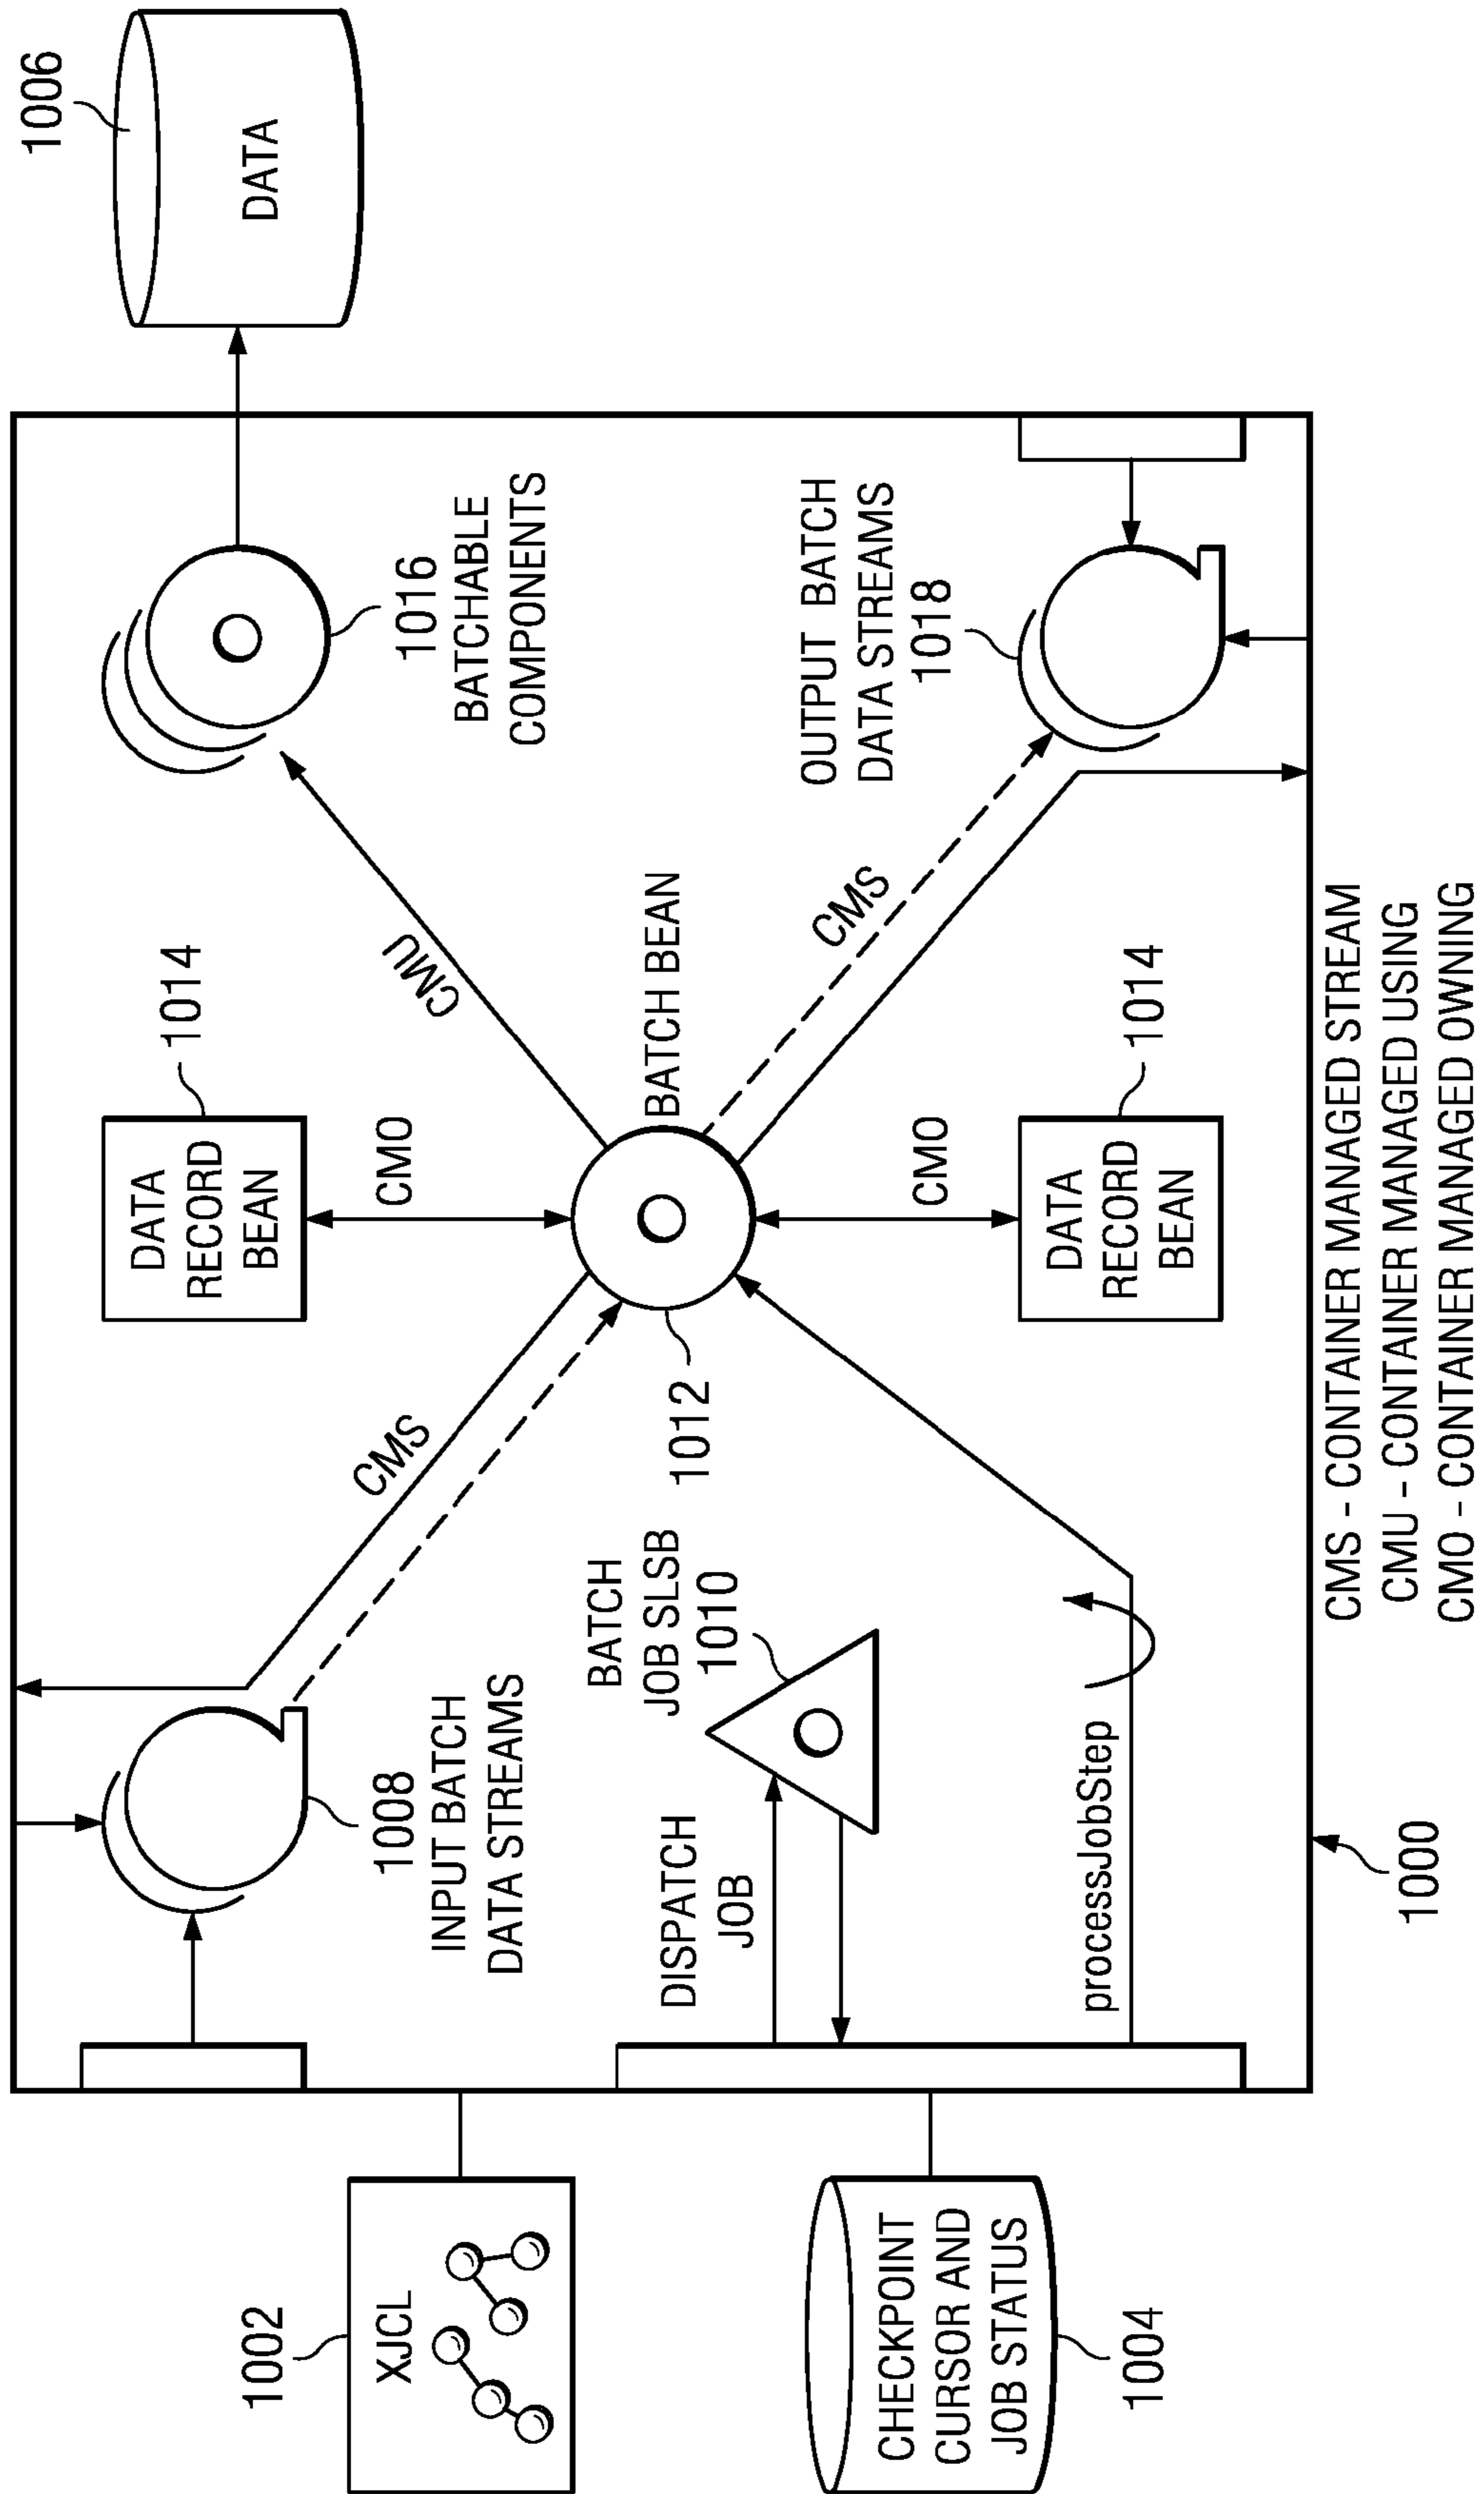 1002
XJCL
CHECKPOINT
CURSOR AND
JOB STATUS
1004
1008
INPUT BATCH
DATA STREAMS
DISPATCH
JOB
BATCH
JOB SLSB
1010
processJobStep
1000
CMS
1012
BATCH BEAN
DATA
RECORD
BEAN
1014
CMO
CMO
DATA
RECORD
BEAN
1014
CMU
CMS
1016
BATCHABLE
COMPONENTS
OUTPUT BATCH
DATA STREAMS
1018
1006
DATA
CMS - CONTAINER MANAGED STREAM
CMU - CONTAINER MANAGED USING
CMO - CONTAINER MANAGED OWNING